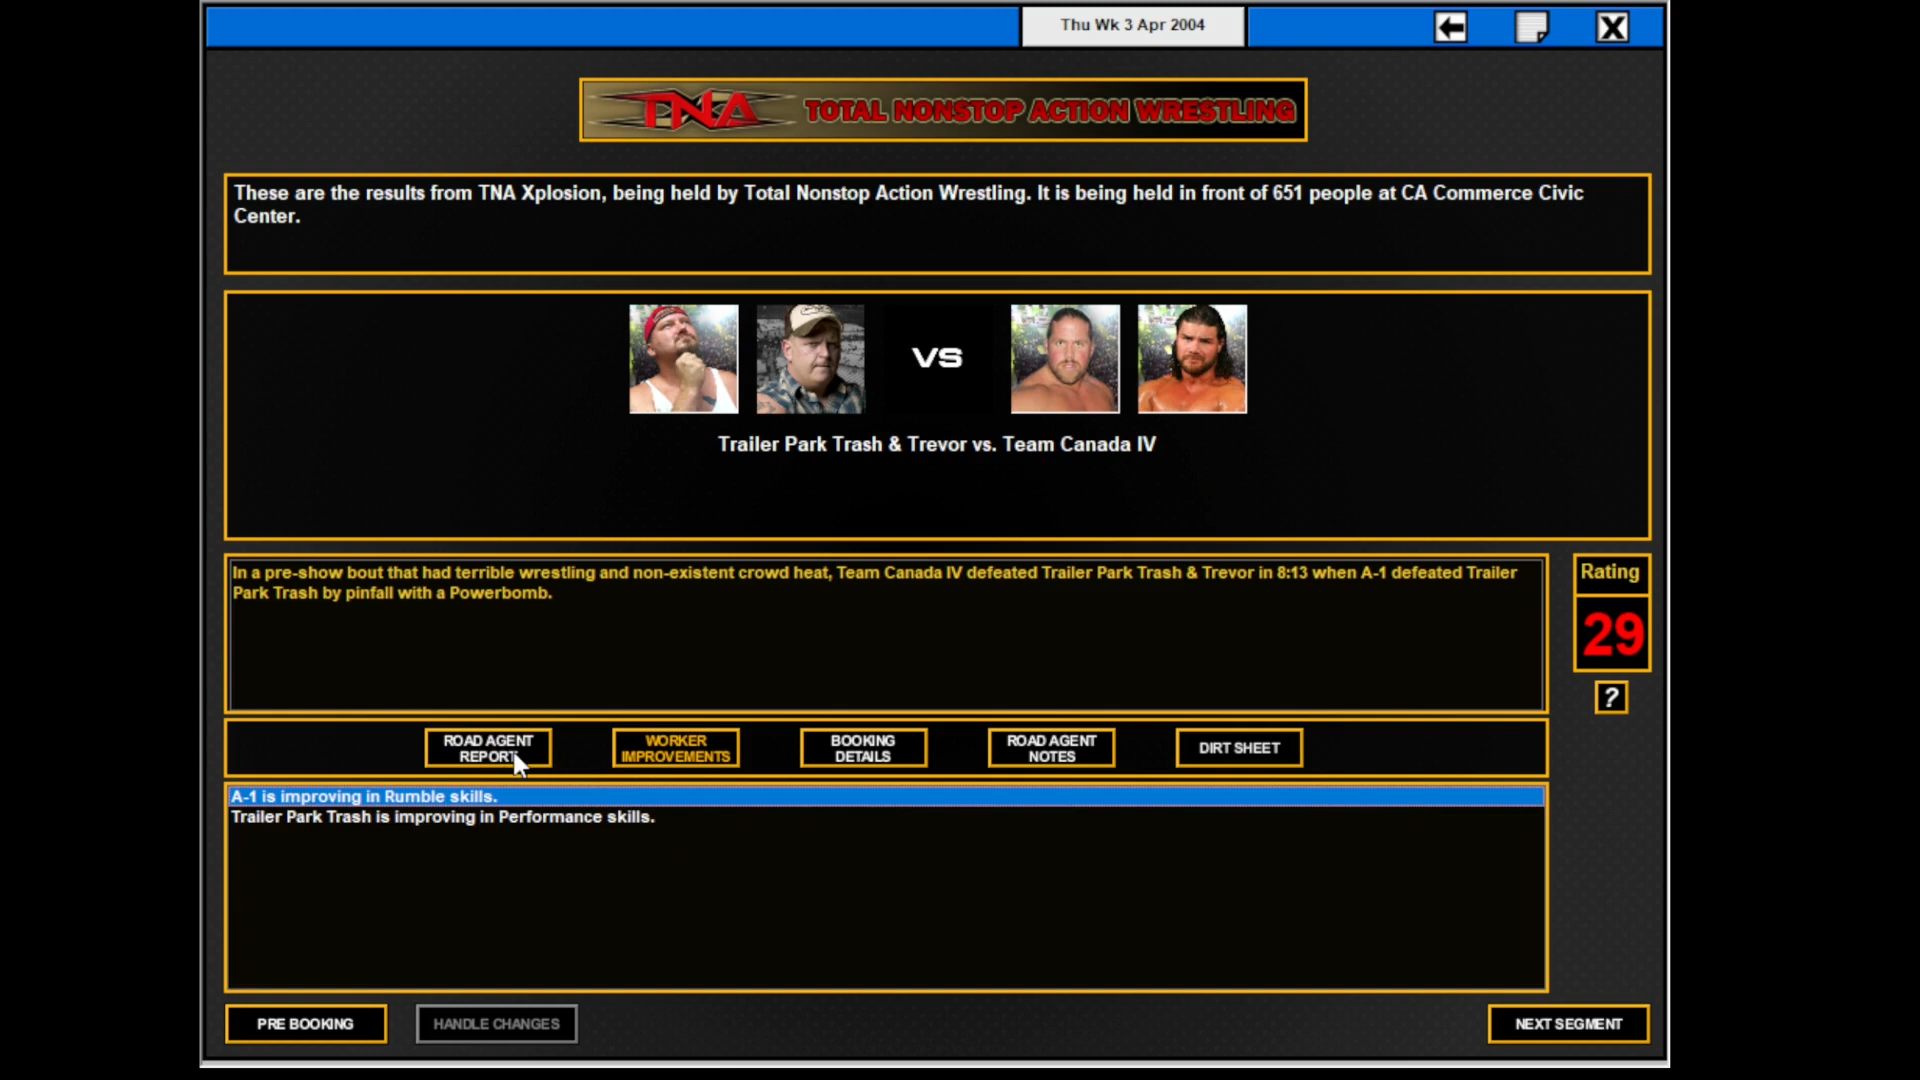 Thu Wk 3 Apr 2004
TNA TOTAL NONSTOP ACTION WRESTLING
These are the results from TNA Xplosion, being held by Total Nonstop Action Wrestling. It is being held in front of 651 people at CA Commerce Civic
Center.
VS
Trailer Park Trash & Trevor vs. Team Canada IV
In a pre-show bout that had terrible wrestling and non-existent crowd heat, Team Canada IV defeated Trailer Park Trash & Trevor in 8:13 when A-1 defeated Trailer
Park Trash by pinfall with a Powerbomb.
Rating
29
?
ROAD AGENT
REPORT
WORKER
IMPROVEMENTS
BOOKING
DETAILS
ROAD AGENT
NOTES
DIRT SHEET
A-1 is improving in Rumble skills.
Trailer Park Trash is improving in Performance skills.
PRE BOOKING
HANDLE CHANGES
NEXT SEGMENT